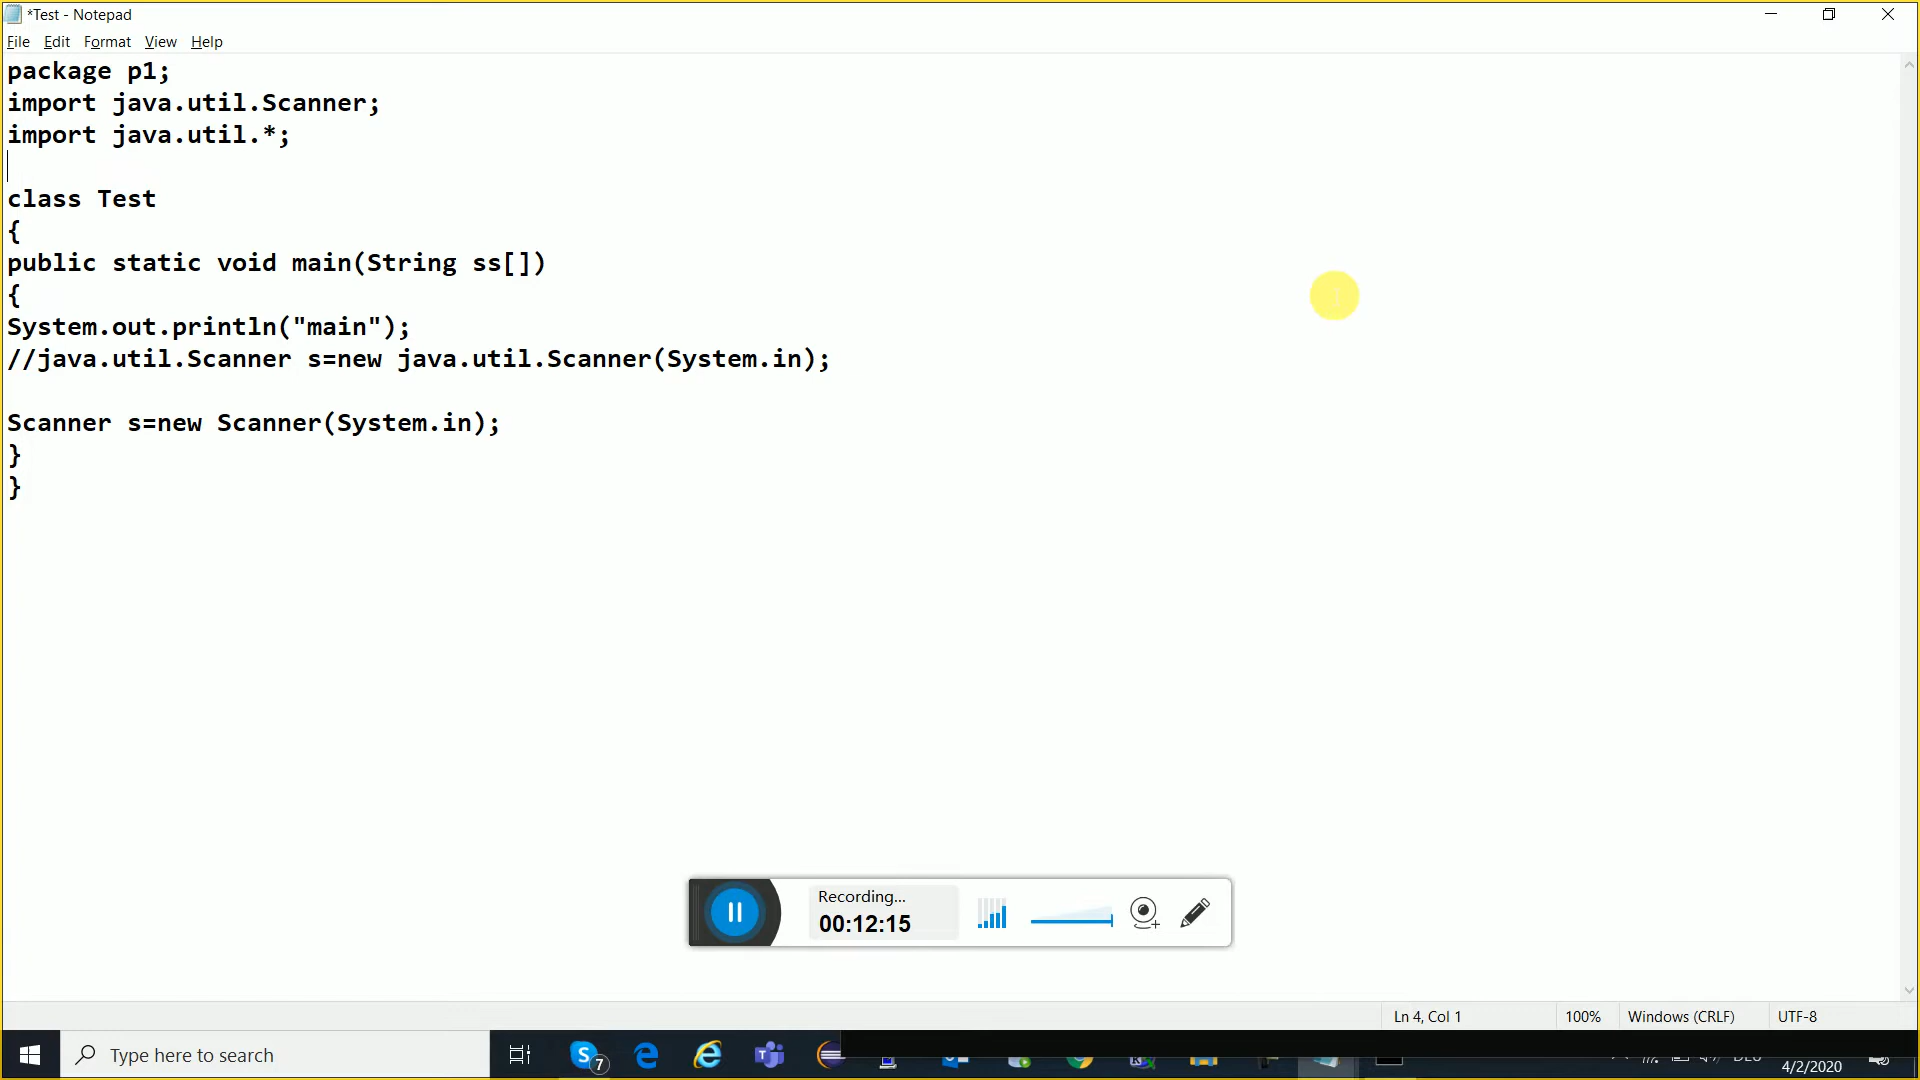 *Test - Notepad
File Edit Format View Help
package p1;
import java.util.Scanner;
import java.util.*;
class Test
{
public static void main(String ss[])
{
System.out.println("main");
//java.util.Scanner s=new java.util.Scanner(System.in);
Scanner s=new Scanner(System.in);
}
}
Recording...
00:12:15
Ln 4, Col 1 100% Windows (CRLF) UTF-8
Type here to search
7
4/2/2020